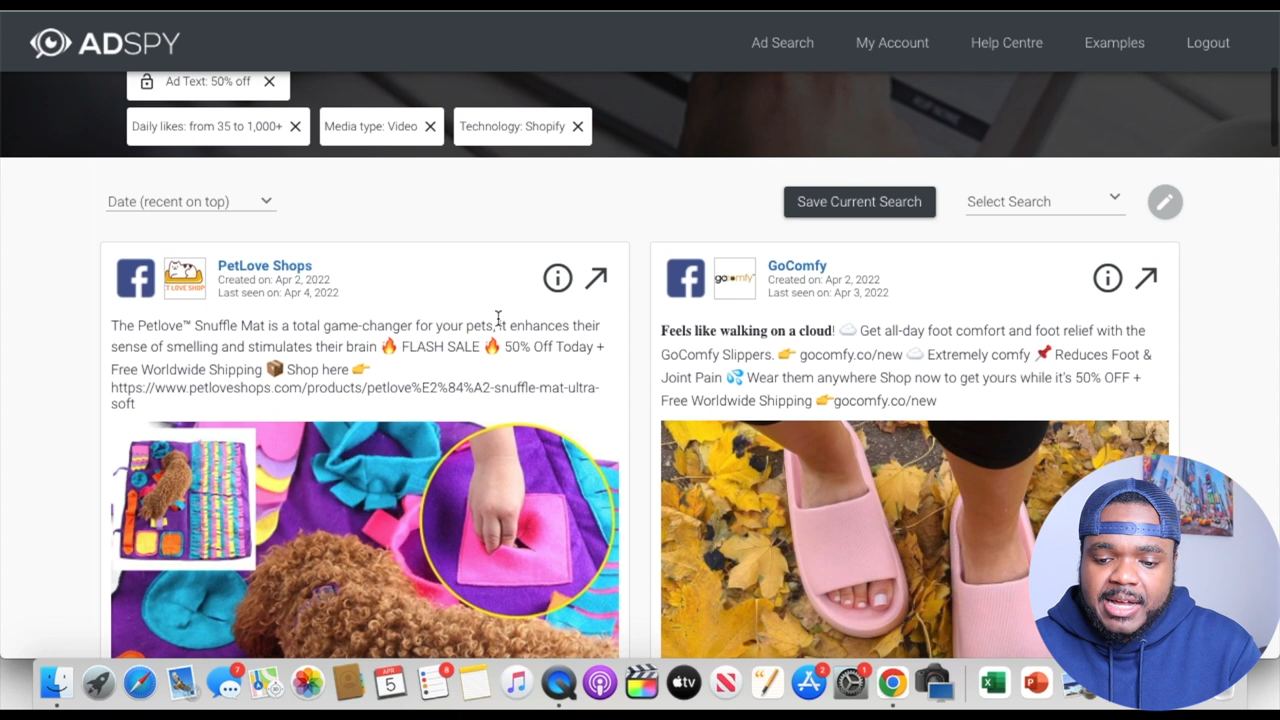 ADSPY
Ad Search
My Account
Help Centre
Examples
Logout
Ad Text: 50% off
Daily likes: from 35 to 1,000+
Media type: Video
Technology: Shopify
Date (recent on top)
Save Current Search
Select Search
PetLove Shops
Created on: Apr 2, 2022
Last seen on: Apr 4, 2022
The Petlove™ Snuffle Mat is a total game-changer for your pets, it enhances their
sense of smelling and stimulates their brain 🔥 FLASH SALE 🔥 50% Off Today +
Free Worldwide Shipping 📦 Shop here 👉
https://www.petloveshops.com/products/petlove%E2%84%A2-snuffle-mat-ultra-
soft
GoComfy
Created on: Apr 2, 2022
Last seen on: Apr 3, 2022
Feels like walking on a cloud! ☁️ Get all-day foot comfort and foot relief with the
GoComfy Slippers. 👉 gocomfy.co/new ☁️ Extremely comfy 📌 Reduces Foot &
Joint Pain 💦 Wear them anywhere Shop now to get yours while it's 50% OFF +
Free Worldwide Shipping 👉gocomfy.co/new
7
APR
5
8
tv
2
1